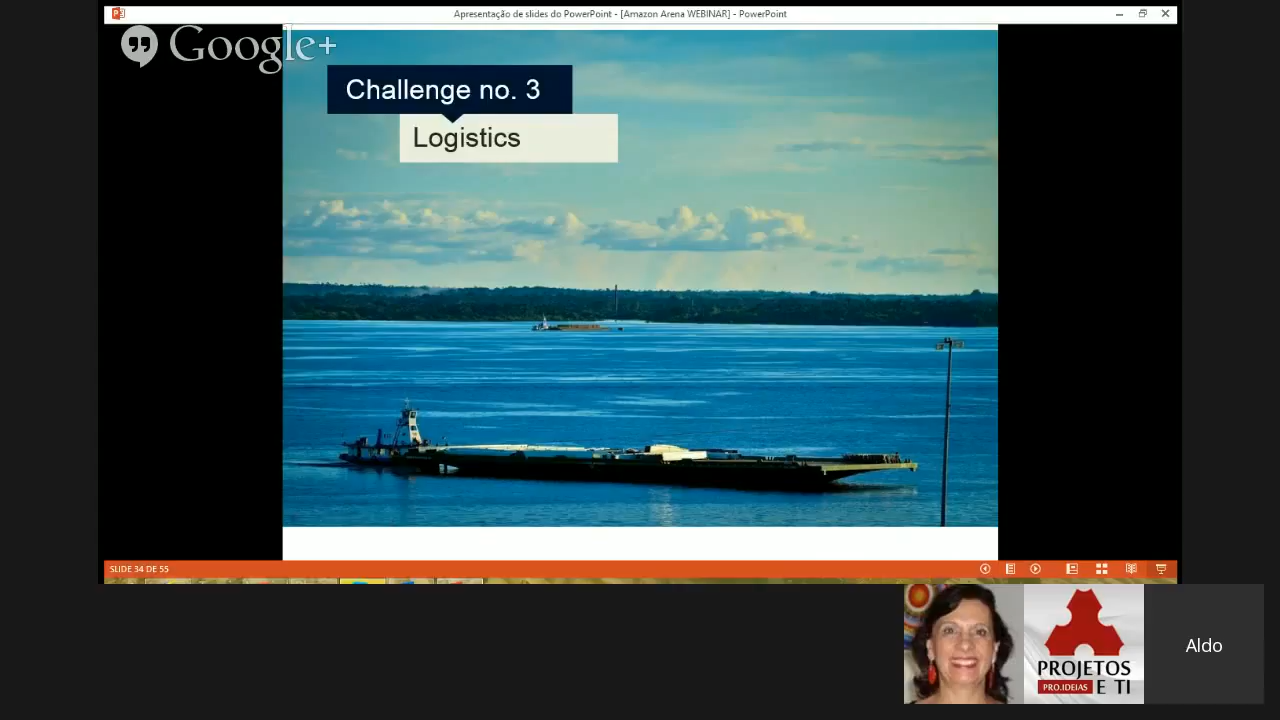 Apresentação de slides do PowerPoint - [Amazon Arena WEBINAR] - PowerPoint
Google+
Challenge no. 3
Logistics
SLIDE 34 DE 55
PROJETOS
PRO.IDEIAS E TI
Aldo